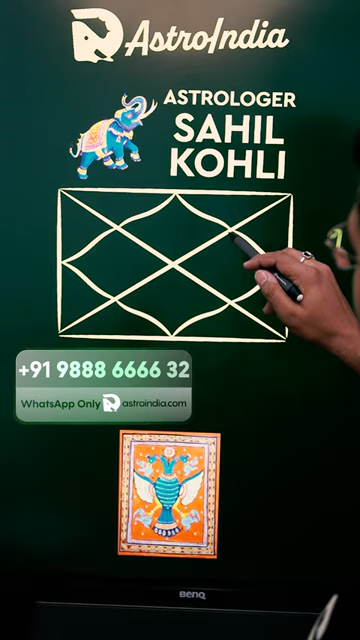 AstroIndia
ASTROLOGER
SAHIL
KOHLI
+91 9888 6666 32
WhatsApp Only astroindia.com
BenQ